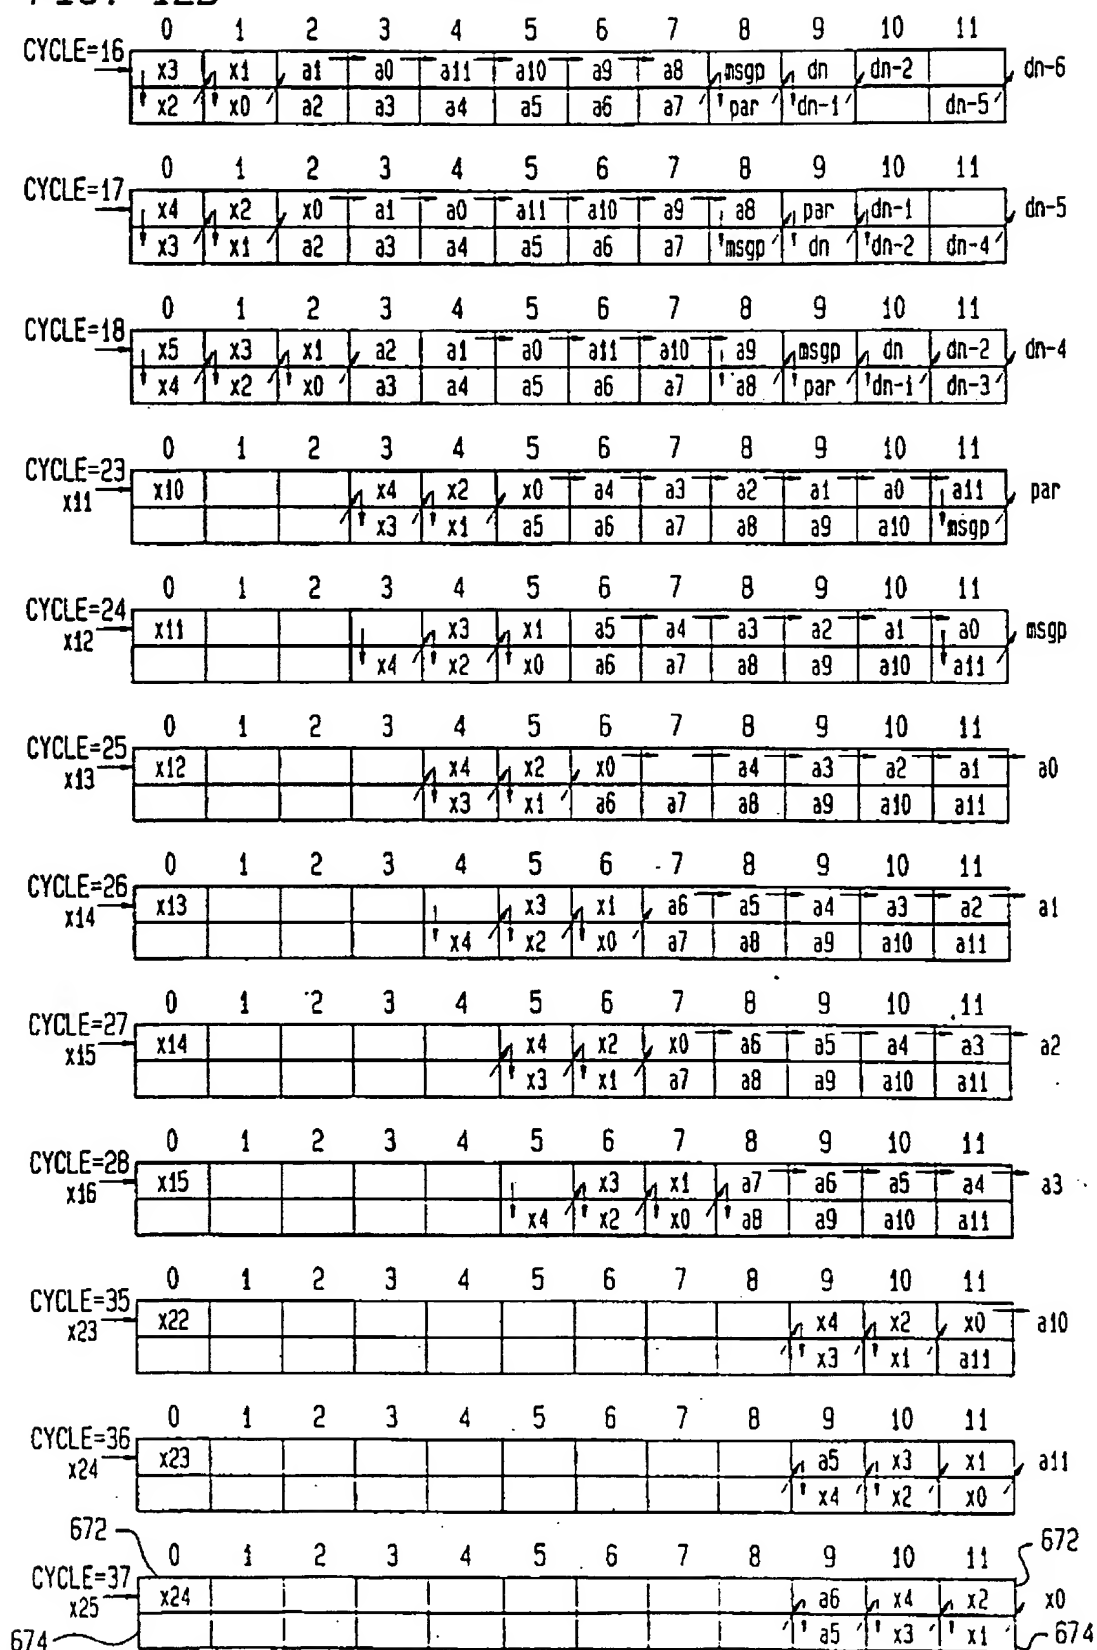 FIG. 12B
0 1 2 3 4 5 6 7 8 9 10 11
CYCLE=16
x3 x1 a1 a0 a11 a10 a9 a8 msgp dn dn-2 dn-6
x2 x0 a2 a3 a4 a5 a6 a7 par dn-1 dn-5
0 1 2 3 4 5 6 7 8 9 10 11
CYCLE=17
x4 x2 x0 a1 a0 a11 a10 a9 a8 par dn-1 dn-5
x3 x1 a2 a3 a4 a5 a6 a7 msgp dn dn-2 dn-4
0 1 2 3 4 5 6 7 8 9 10 11
CYCLE=18
x5 x3 x1 a2 a1 a0 a11 a10 a9 msgp dn dn-2 dn-4
x4 x2 x0 a3 a4 a5 a6 a7 a8 par dn-1 dn-3
0 1 2 3 4 5 6 7 8 9 10 11
CYCLE=23
x11 x10 x4 x2 x0 a4 a3 a2 a1 a0 a11 par
x3 x1 a5 a6 a7 a8 a9 a10 msgp
0 1 2 3 4 5 6 7 8 9 10 11
CYCLE=24
x12 x11 x3 x1 a5 a4 a3 a2 a1 a0 msgp
x4 x2 x0 a6 a7 a8 a9 a10 a11
0 1 2 3 4 5 6 7 8 9 10 11
CYCLE=25
x13 x12 x4 x2 x0 a4 a3 a2 a1 a0
x3 x1 a6 a7 a8 a9 a10 a11
0 1 2 3 4 5 6 7 8 9 10 11
CYCLE=26
x14 x13 x3 x1 a6 a5 a4 a3 a2 a1
x4 x2 x0 a7 a8 a9 a10 a11
0 1 2 3 4 5 6 7 8 9 10 11
CYCLE=27
x15 x14 x4 x2 x0 a6 a5 a4 a3 a2
x3 x1 a7 a8 a9 a10 a11
0 1 2 3 4 5 6 7 8 9 10 11
CYCLE=28
x16 x15 x3 x1 a7 a6 a5 a4 a3
x4 x2 x0 a8 a9 a10 a11
0 1 2 3 4 5 6 7 8 9 10 11
CYCLE=35
x23 x22 x4 x2 x0 a10
x3 x1 a11
0 1 2 3 4 5 6 7 8 9 10 11
CYCLE=36
x24 x23 a5 x3 x1 a11
x4 x2 x0
672 0 1 2 3 4 5 6 7 8 9 10 11 672
CYCLE=37
x25 x24 a6 x4 x2 x0
674 a5 x3 x1 674